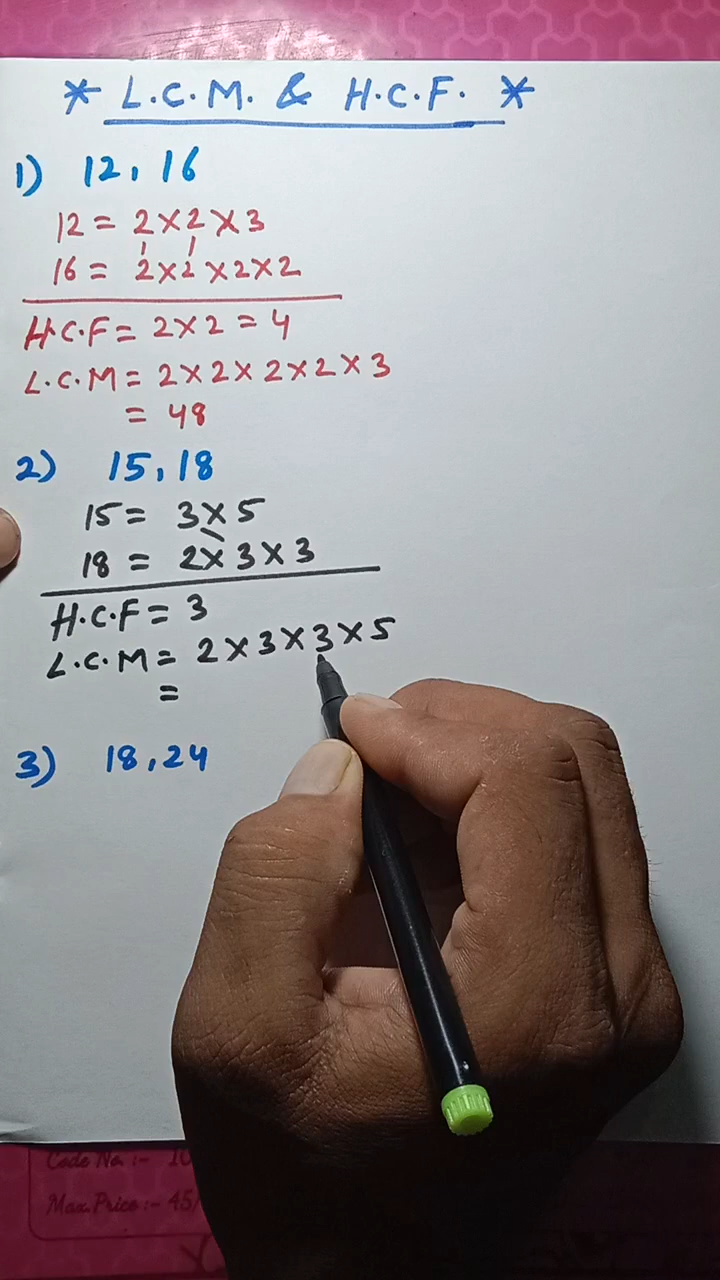 * L.C.M. & H.C.F. *
1) 12, 16
12 = 2×2×3
16 = 2×2×2×2
H.C.F = 2×2 = 4
L.C.M = 2×2×2×2×3
= 48
2) 15, 18
15 = 3×5
18 = 2×3×3
H.C.F = 3
L.C.M = 2×3×3×5
=
3) 18, 24
Code No. :- 10
Max. Price :- 45/